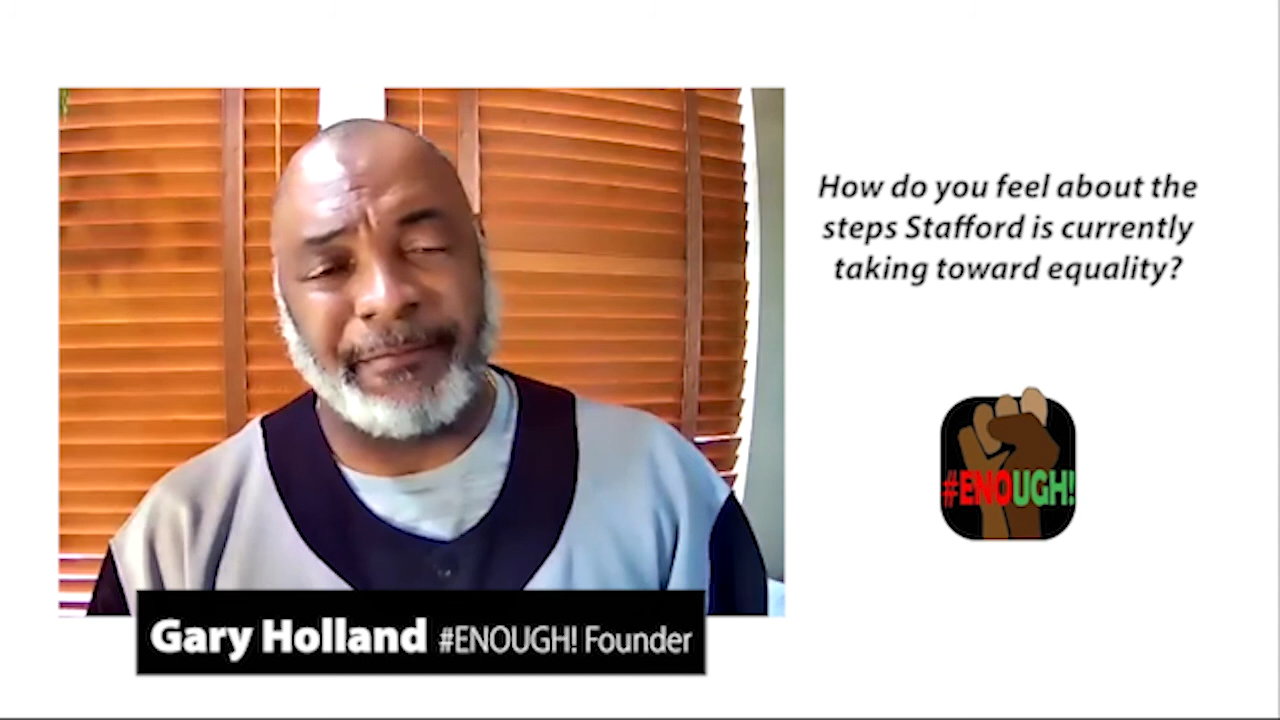 How do you feel about the
steps Stafford is currently
taking toward equality?
#ENOUGH!
Gary Holland #ENOUGH! Founder